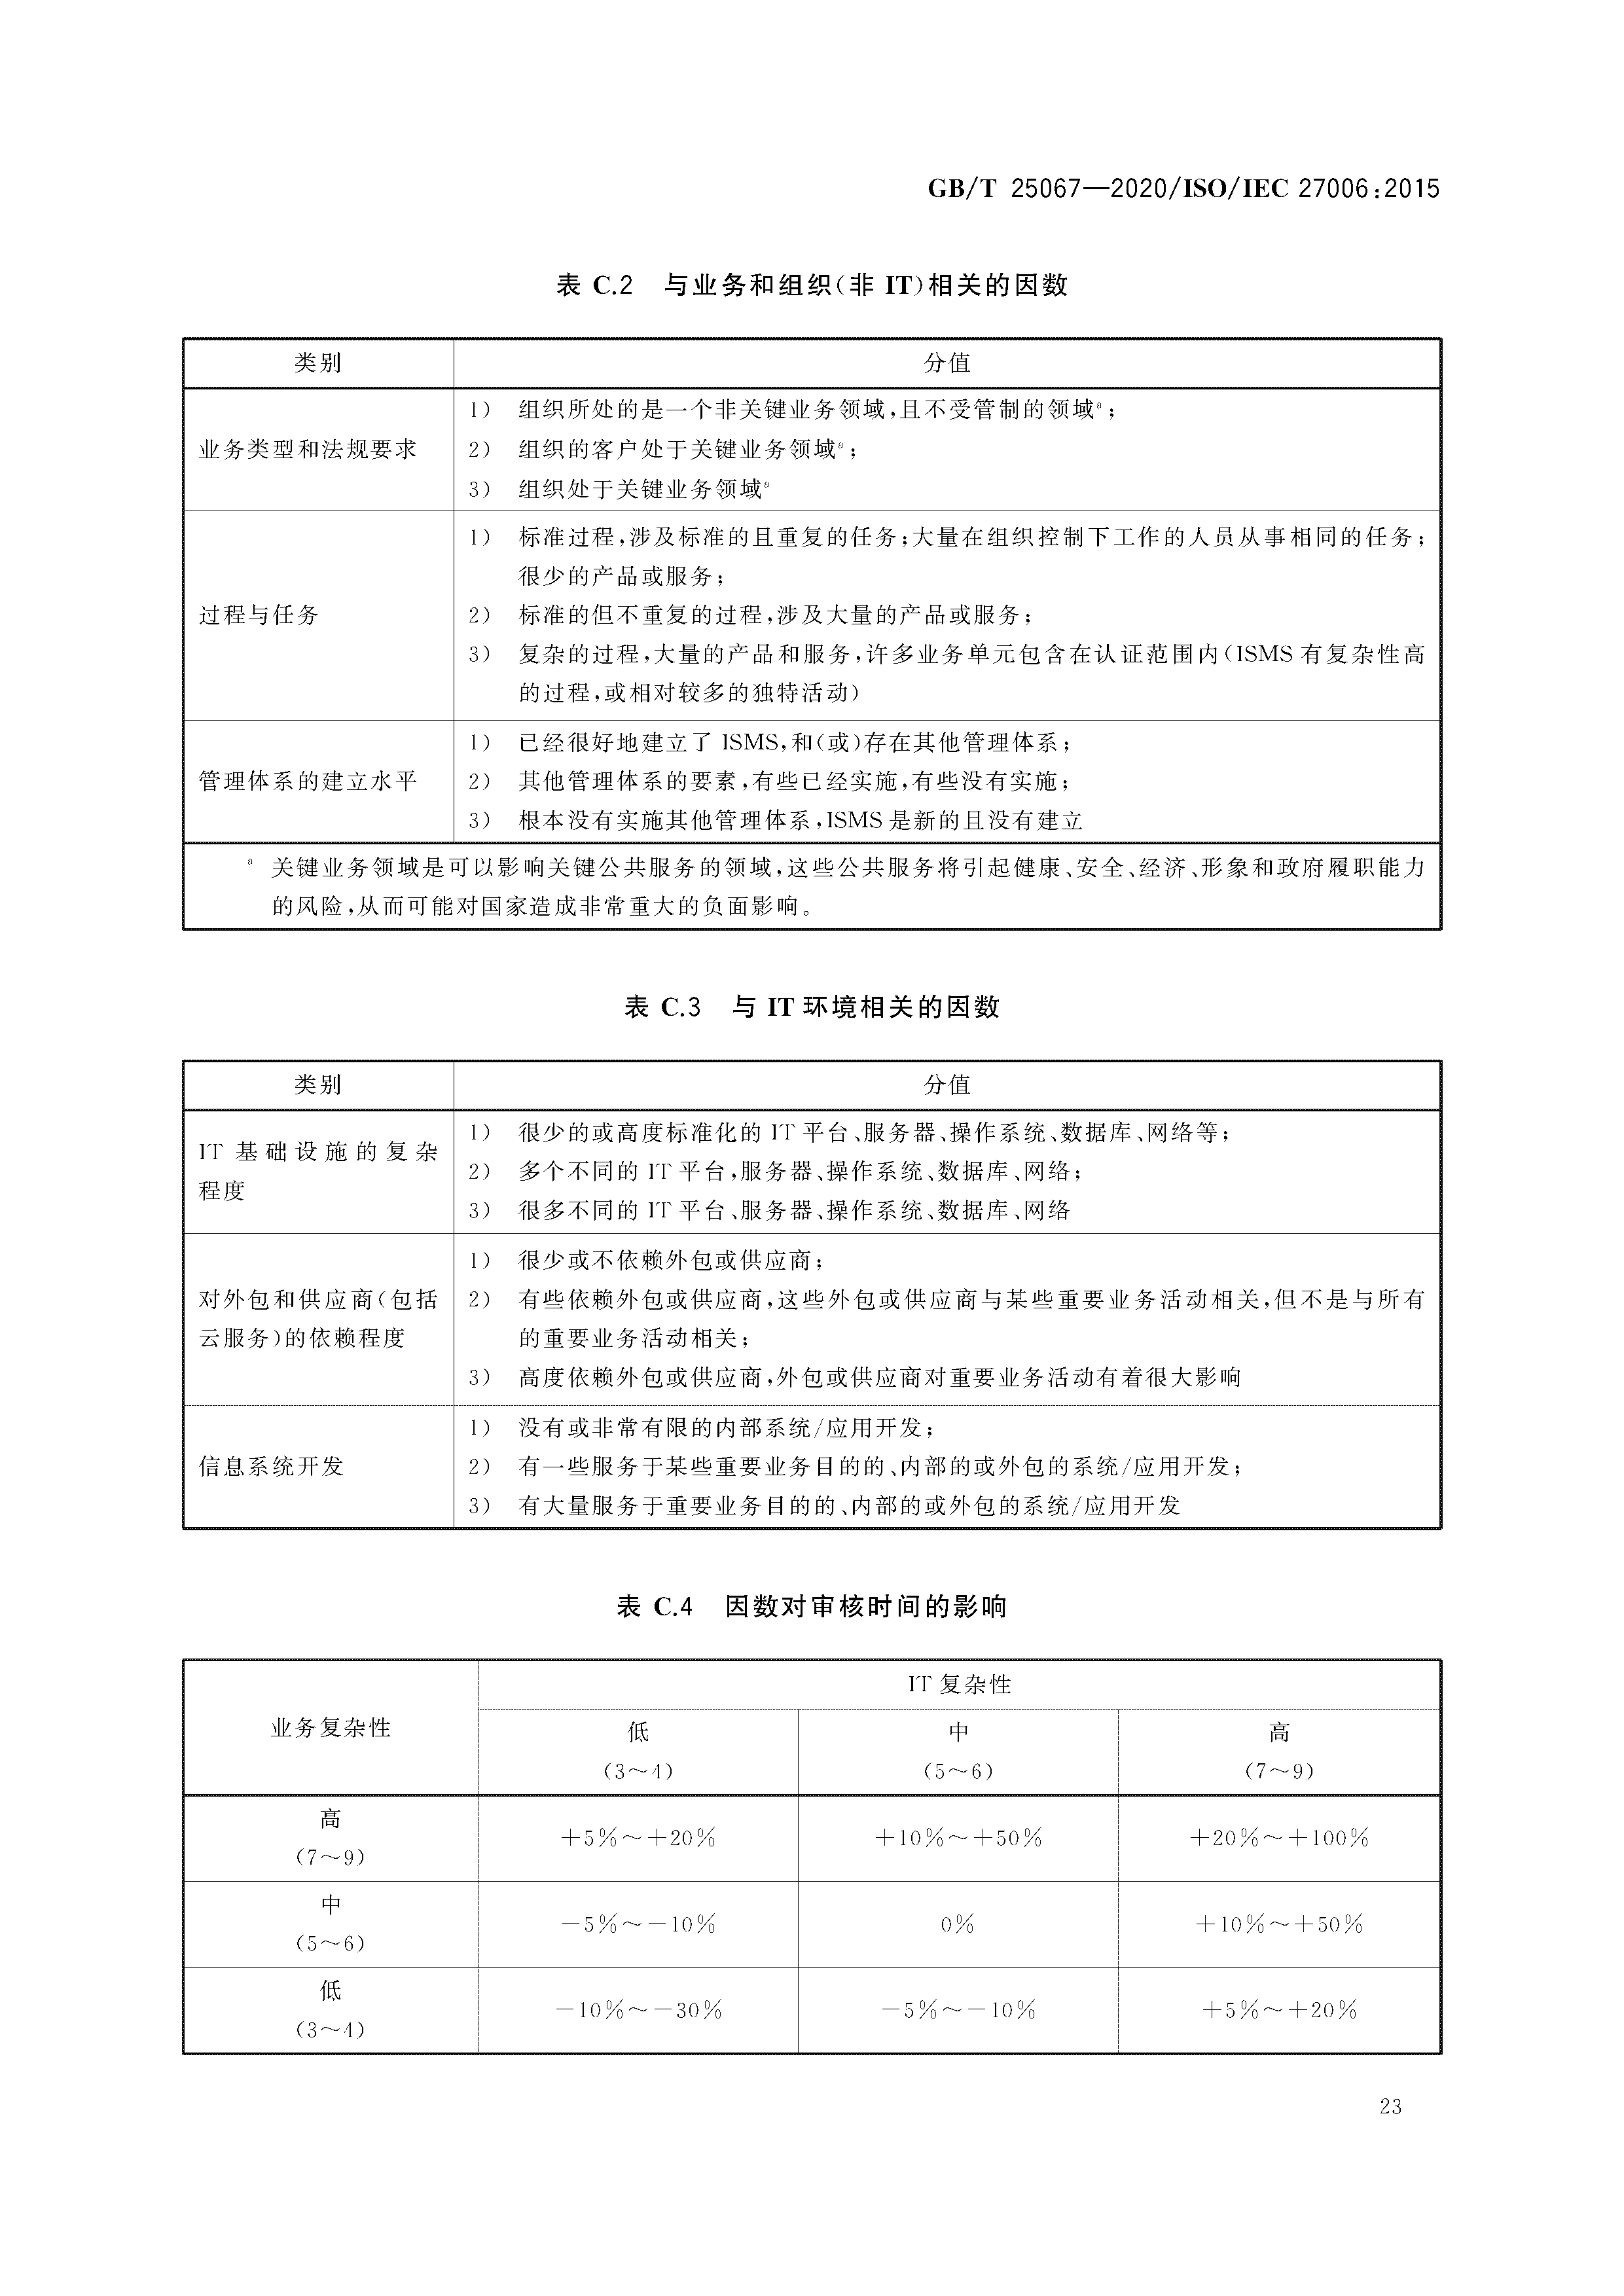 GB/T 25067—2020/ISO/IEC 27006:2015
表 C.2 与业务和组织(非 IT)相关的因数
类别 分值
业务类型和法规要求
1) 组织所处的是一个非关键业务领域,且不受管制的领域ᵃ;
2) 组织的客户处于关键业务领域ᵃ;
3) 组织处于关键业务领域ᵃ
过程与任务
1) 标准过程,涉及标准的且重复的任务;大量在组织控制下工作的人员从事相同的任务;
很少的产品或服务;
2) 标准的但不重复的过程,涉及大量的产品或服务;
3) 复杂的过程,大量的产品和服务,许多业务单元包含在认证范围内(ISMS 有复杂性高
的过程,或相对较多的独特活动)
管理体系的建立水平
1) 已经很好地建立了 ISMS,和(或)存在其他管理体系;
2) 其他管理体系的要素,有些已经实施,有些没有实施;
3) 根本没有实施其他管理体系,ISMS 是新的且没有建立
ᵃ 关键业务领域是可以影响关键公共服务的领域,这些公共服务将引起健康、安全、经济、形象和政府履职能力
的风险,从而可能对国家造成非常重大的负面影响。
表 C.3 与 IT 环境相关的因数
类别 分值
IT 基础设施的复杂
程度
1) 很少的或高度标准化的 IT 平台、服务器、操作系统、数据库、网络等;
2) 多个不同的 IT 平台,服务器、操作系统、数据库、网络;
3) 很多不同的 IT 平台、服务器、操作系统、数据库、网络
对外包和供应商(包括
云服务)的依赖程度
1) 很少或不依赖外包或供应商;
2) 有些依赖外包或供应商,这些外包或供应商与某些重要业务活动相关,但不是与所有
的重要业务活动相关;
3) 高度依赖外包或供应商,外包或供应商对重要业务活动有着很大影响
信息系统开发
1) 没有或非常有限的内部系统/应用开发;
2) 有一些服务于某些重要业务目的的、内部的或外包的系统/应用开发;
3) 有大量服务于重要业务目的的、内部的或外包的系统/应用开发
表 C.4 因数对审核时间的影响
业务复杂性
IT 复杂性
低 中 高
(3～4) (5～6) (7～9)
高
(7～9)
+5%～+20% +10%～+50% +20%～+100%
中
(5～6)
−5%～−10% 0% +10%～+50%
低
(3～4)
−10%～−30% −5%～−10% +5%～+20%
23